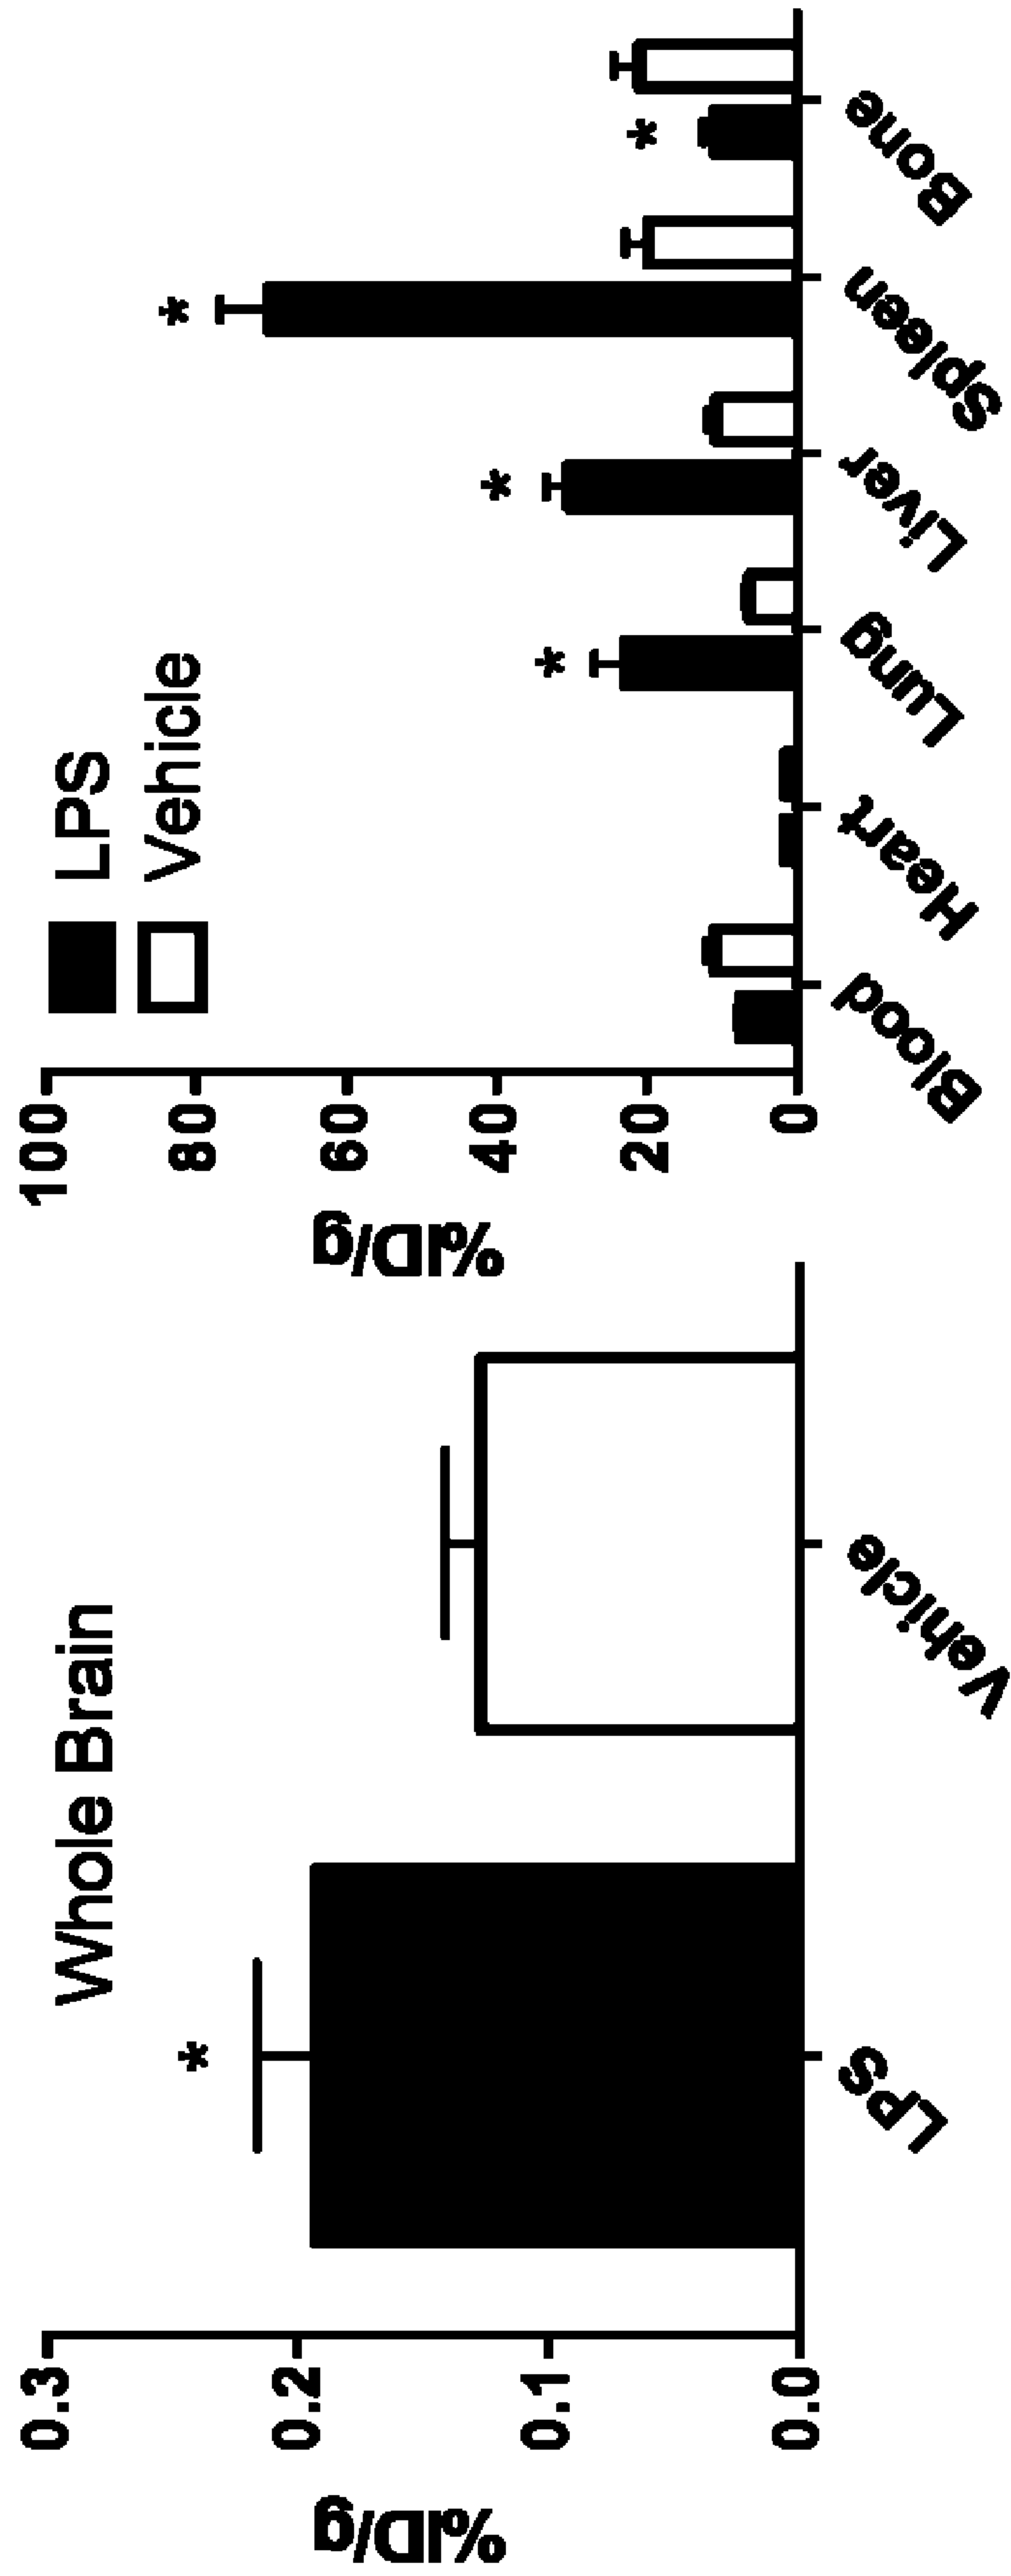 Whole Brain
%ID/g
0.3
0.2
0.1
0.0
*
LPS
Vehicle
%ID/g
100
80
60
40
20
0
LPS
Vehicle
*
*
*
*
Blood
Heart
Lung
Liver
Spleen
Bone